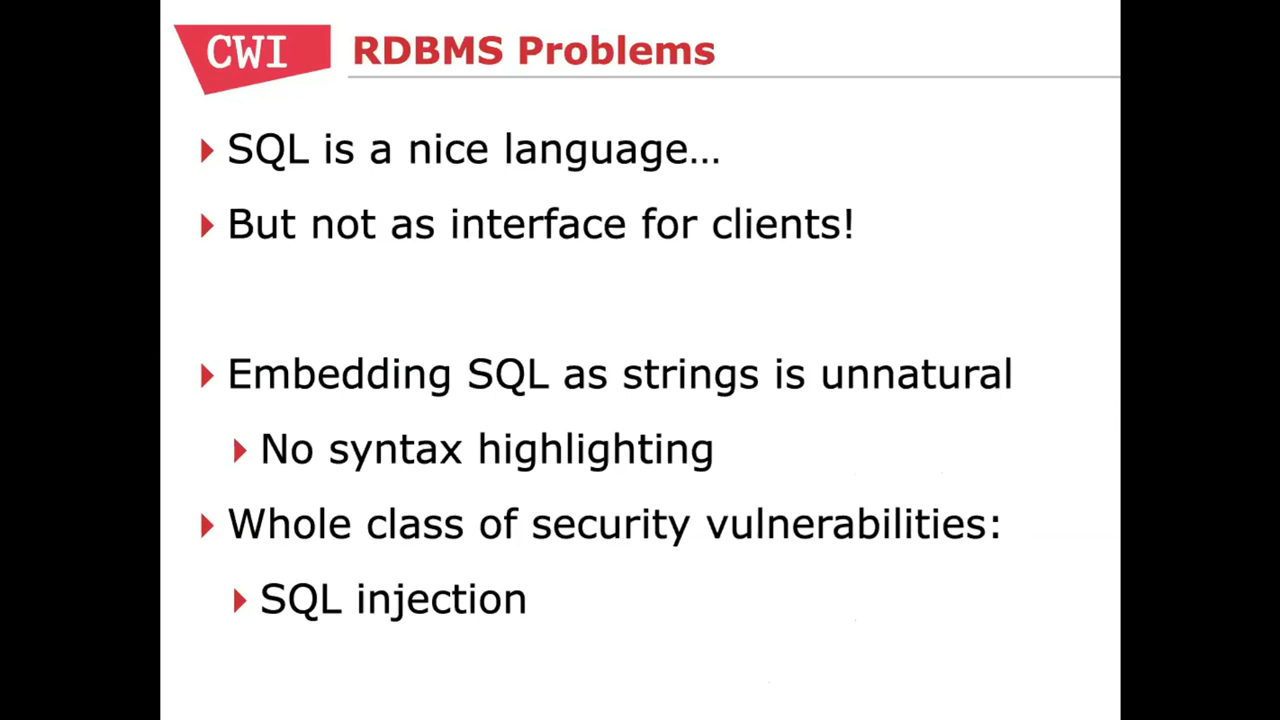 CWI
RDBMS Problems
SQL is a nice language…
But not as interface for clients!
Embedding SQL as strings is unnatural
No syntax highlighting
Whole class of security vulnerabilities:
SQL injection